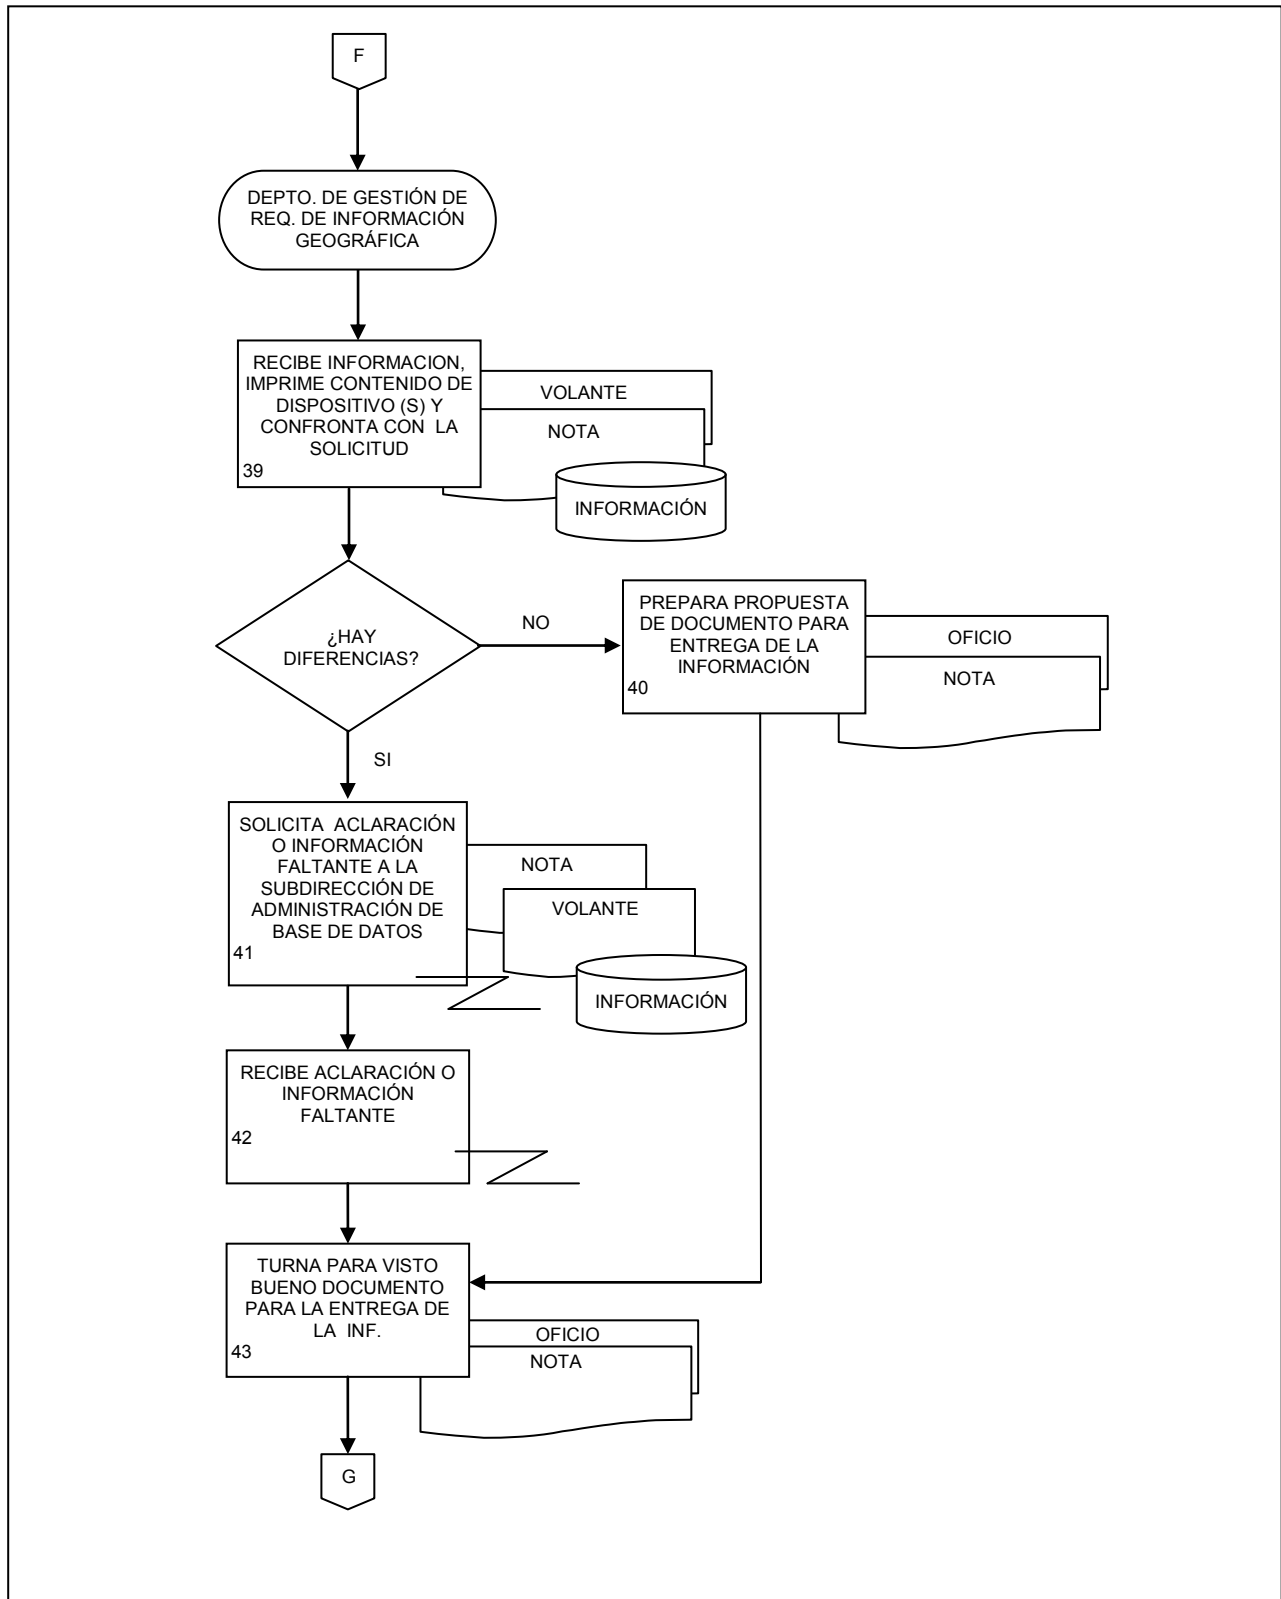 F
DEPTO. DE GESTIÓN DE
REQ. DE INFORMACIÓN
GEOGRÁFICA
RECIBE INFORMACION,
IMPRIME CONTENIDO DE
DISPOSITIVO (S) Y
CONFRONTA CON LA
SOLICITUD
39
VOLANTE
NOTA
INFORMACIÓN
¿HAY
DIFERENCIAS?
NO
PREPARA PROPUESTA
DE DOCUMENTO PARA
ENTREGA DE LA
INFORMACIÓN
40
OFICIO
NOTA
SI
SOLICITA ACLARACIÓN
O INFORMACIÓN
FALTANTE A LA
SUBDIRECCIÓN DE
ADMINISTRACIÓN DE
BASE DE DATOS
41
NOTA
VOLANTE
INFORMACIÓN
RECIBE ACLARACIÓN O
INFORMACIÓN
FALTANTE
42
TURNA PARA VISTO
BUENO DOCUMENTO
PARA LA ENTREGA DE
LA INF.
43
OFICIO
NOTA
G